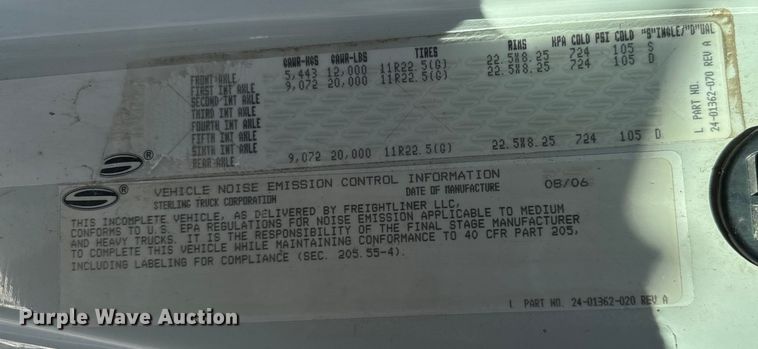 GAWR-KGS GAWR-LBS TIRES RIMS KPA COLD PSI COLD "S"INGLE/"D"UAL
FRONT AXLE 5,443 12,000 11R22.5(G) 22.5X8.25 724 105 S
FIRST INT AXLE 9,072 20,000 11R22.5(G) 22.5X8.25 724 105 D
SECOND INT AXLE
THIRD INT AXLE
FOURTH INT AXLE
FIFTH INT AXLE
SIXTH INT AXLE
REAR AXLE 9,072 20,000 11R22.5(G) 22.5X8.25 724 105 D
L PART NO.
24-01362-070 REV A
S®
S®
VEHICLE NOISE EMISSION CONTROL INFORMATION
STERLING TRUCK CORPORATION DATE OF MANUFACTURE 08/06
THIS INCOMPLETE VEHICLE, AS DELIVERED BY FREIGHTLINER LLC,
CONFORMS TO U.S. EPA REGULATIONS FOR NOISE EMISSION APPLICABLE TO MEDIUM
AND HEAVY TRUCKS. IT IS THE RESPONSIBILITY OF THE FINAL STAGE MANUFACTURER
TO COMPLETE THIS VEHICLE WHILE MAINTAINING CONFORMANCE TO 40 CFR PART 205,
INCLUDING LABELING FOR COMPLIANCE (SEC. 205.55-4).
L PART NO. 24-01362-020 REV A
Purple Wave Auction